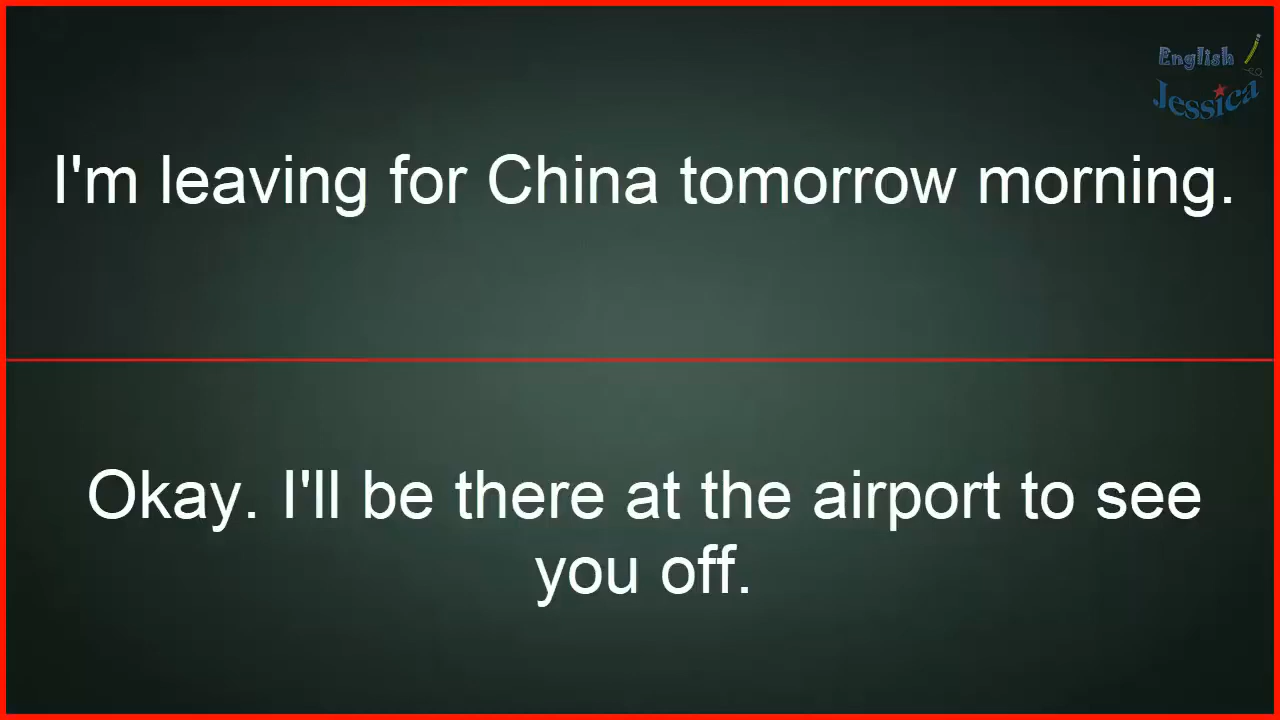 English
Jessica
I'm leaving for China tomorrow morning.
Okay. I'll be there at the airport to see
you off.